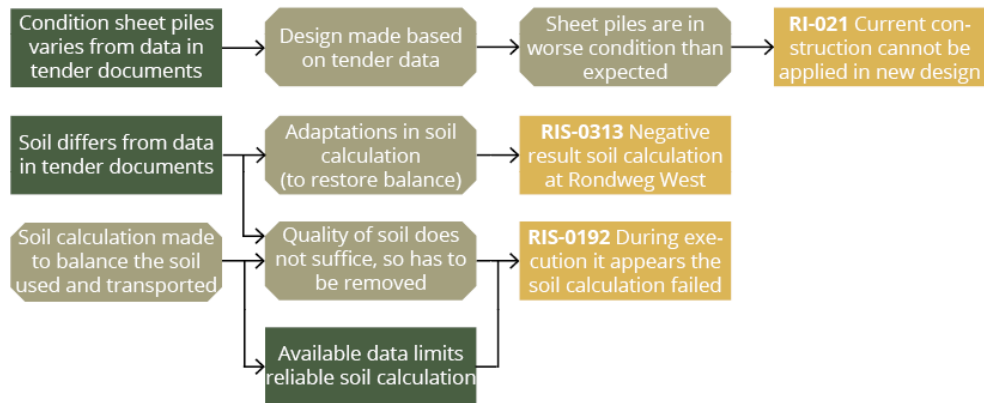 Condition sheet piles
varies from data in
tender documents
Design made based
on tender data
Sheet piles are in
worse condition than
expected
RI-021 Current con-
struction cannot be
applied in new design
Soil differs from data
in tender documents
Adaptations in soil
calculation
(to restore balance)
RIS-0313 Negative
result soil calculation
at Rondweg West
Soil calculation made
to balance the soil
used and transported
Quality of soil does
not suffice, so has to
be removed
RIS-0192 During exe-
cution it appears the
soil calculation failed
Available data limits
reliable soil calculation